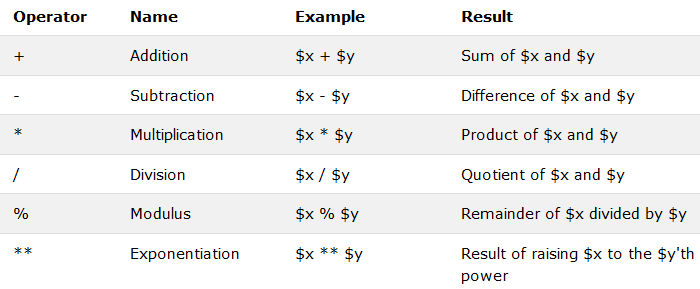 Operator Name Example Result
+ Addition $x + $y Sum of $x and $y
- Subtraction $x - $y Difference of $x and $y
* Multiplication $x * $y Product of $x and $y
/ Division $x / $y Quotient of $x and $y
% Modulus $x % $y Remainder of $x divided by $y
** Exponentiation $x ** $y Result of raising $x to the $y'th
power